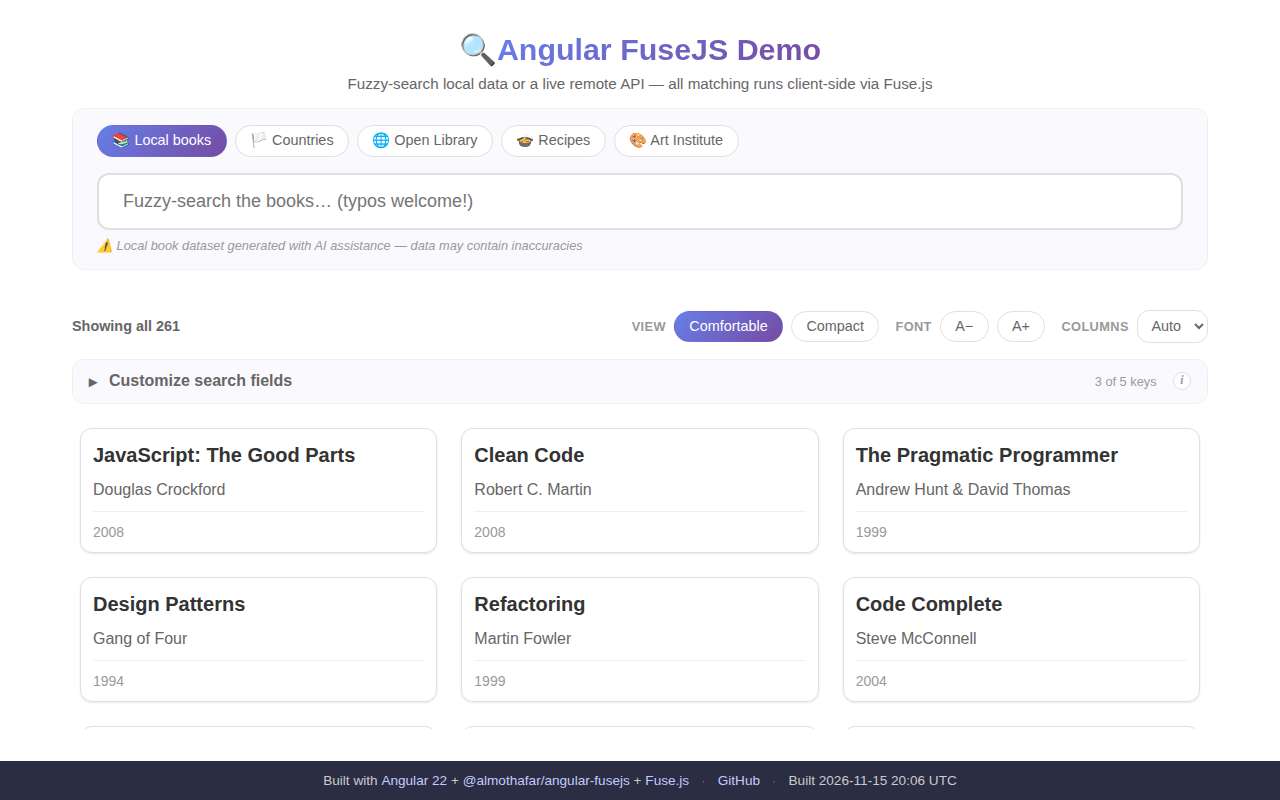 🔍Angular FuseJS Demo
Fuzzy-search local data or a live remote API — all matching runs client-side via Fuse.js
📚 Local books 🏳️ Countries 🌐 Open Library 🍲 Recipes 🎨 Art Institute
Fuzzy-search the books… (typos welcome!)
⚠️ Local book dataset generated with AI assistance — data may contain inaccuracies
Showing all 261 VIEW Comfortable Compact FONT A− A+ COLUMNS Auto
▶ Customize search fields 3 of 5 keys i
JavaScript: The Good Parts
Douglas Crockford
2008
Clean Code
Robert C. Martin
2008
The Pragmatic Programmer
Andrew Hunt & David Thomas
1999
Design Patterns
Gang of Four
1994
Refactoring
Martin Fowler
1999
Code Complete
Steve McConnell
2004
Built with Angular 22 + @almothafar/angular-fusejs + Fuse.js · GitHub · Built 2026-11-15 20:06 UTC